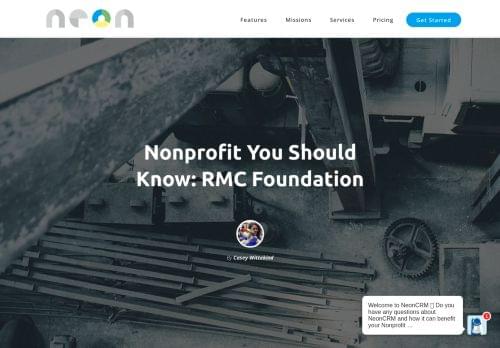 neon
Features
Missions
Services
Pricing
Get Started
Nonprofit You Should
Know: RMC Foundation
By Casey Wittekind
Welcome to NeonCRM ▯ Do you
have any questions about
NeonCRM and how it can benefit
your Nonprofit ...
1